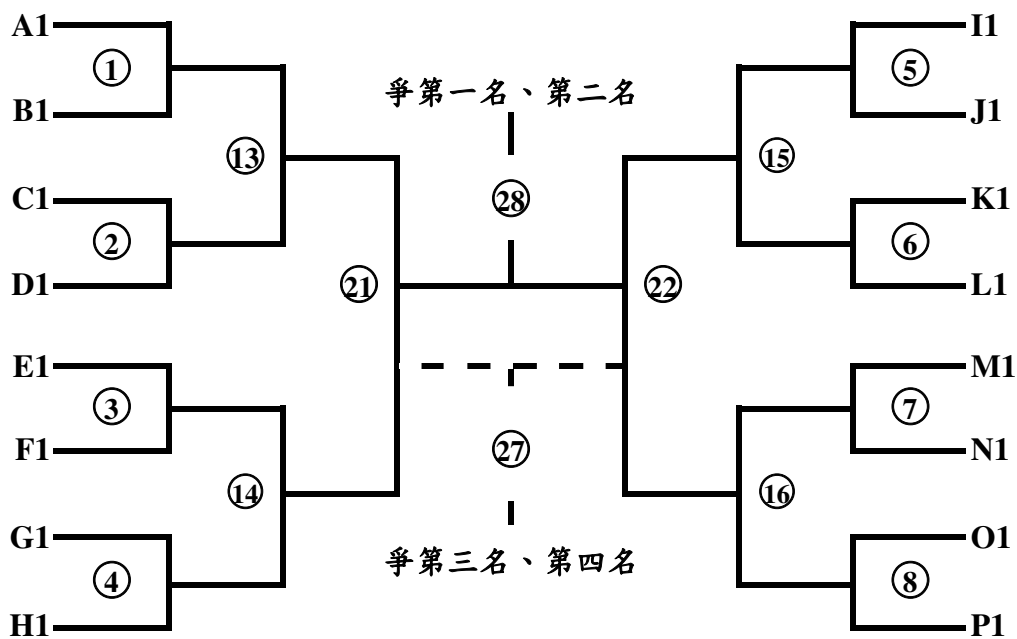 A1
①
B1
⑬
C1
②
D1
㉑
E1
③
F1
⑭
G1
④
H1
爭第一名、第二名
㉘
㉗
爭第三名、第四名
I1
⑤
J1
⑮
K1
⑥
L1
㉒
M1
⑦
N1
⑯
O1
⑧
P1